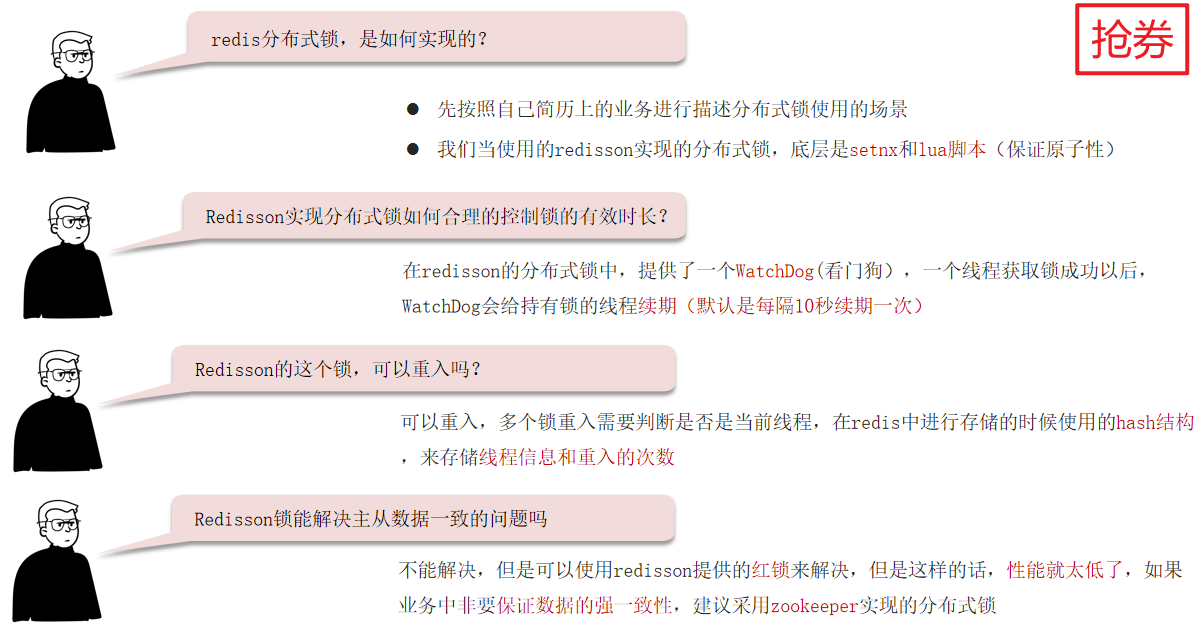 redis分布式锁，是如何实现的？
抢券
● 先按照自己简历上的业务进行描述分布式锁使用的场景
● 我们当使用的redisson实现的分布式锁，底层是setnx和lua脚本（保证原子性）
Redisson实现分布式锁如何合理的控制锁的有效时长？
在redisson的分布式锁中，提供了一个WatchDog(看门狗），一个线程获取锁成功以后，
WatchDog会给持有锁的线程续期（默认是每隔10秒续期一次）
Redisson的这个锁，可以重入吗？
可以重入，多个锁重入需要判断是否是当前线程，在redis中进行存储的时候使用的hash结构
，来存储线程信息和重入的次数
Redisson锁能解决主从数据一致的问题吗
不能解决，但是可以使用redisson提供的红锁来解决，但是这样的话，性能就太低了，如果
业务中非要保证数据的强一致性，建议采用zookeeper实现的分布式锁